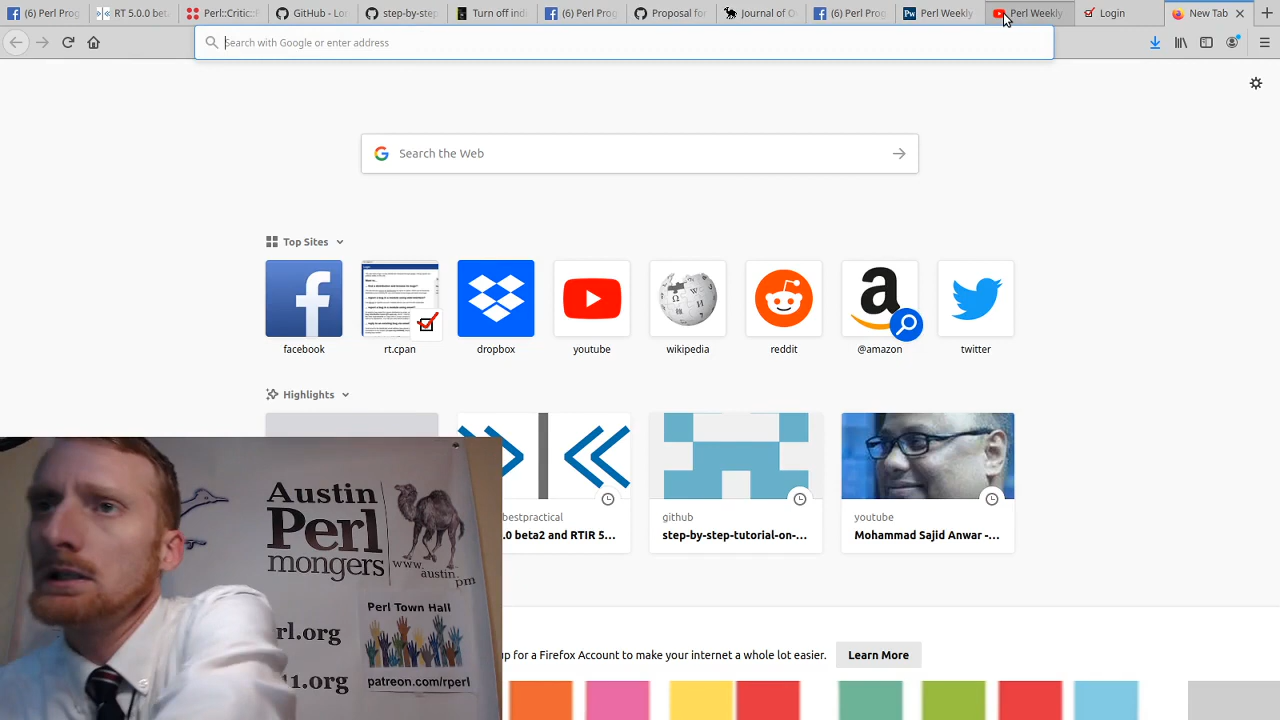 (6) Perl Prog
RT 5.0.0 beta
Perl::Critic::F
GitHub - Lor
step-by-step
Turn off indi
(6) Perl Prog
Proposal for
Journal of O
(6) Perl Prog
Perl Weekly
Perl Weekly
Login
New Tab
Search with Google or enter address
Search the Web
Top Sites
facebook
rt.cpan
dropbox
youtube
wikipedia
reddit
@amazon
twitter
Highlights
bestpractical
.0 beta2 and RTIR 5...
github
step-by-step-tutorial-on-...
youtube
Mohammad Sajid Anwar -...
up for a Firefox Account to make your internet a whole lot easier.
Learn More
Austin
Perl
mongers
www.
austin.
pm
Perl Town Hall
rl.org
patreon.com/rperl